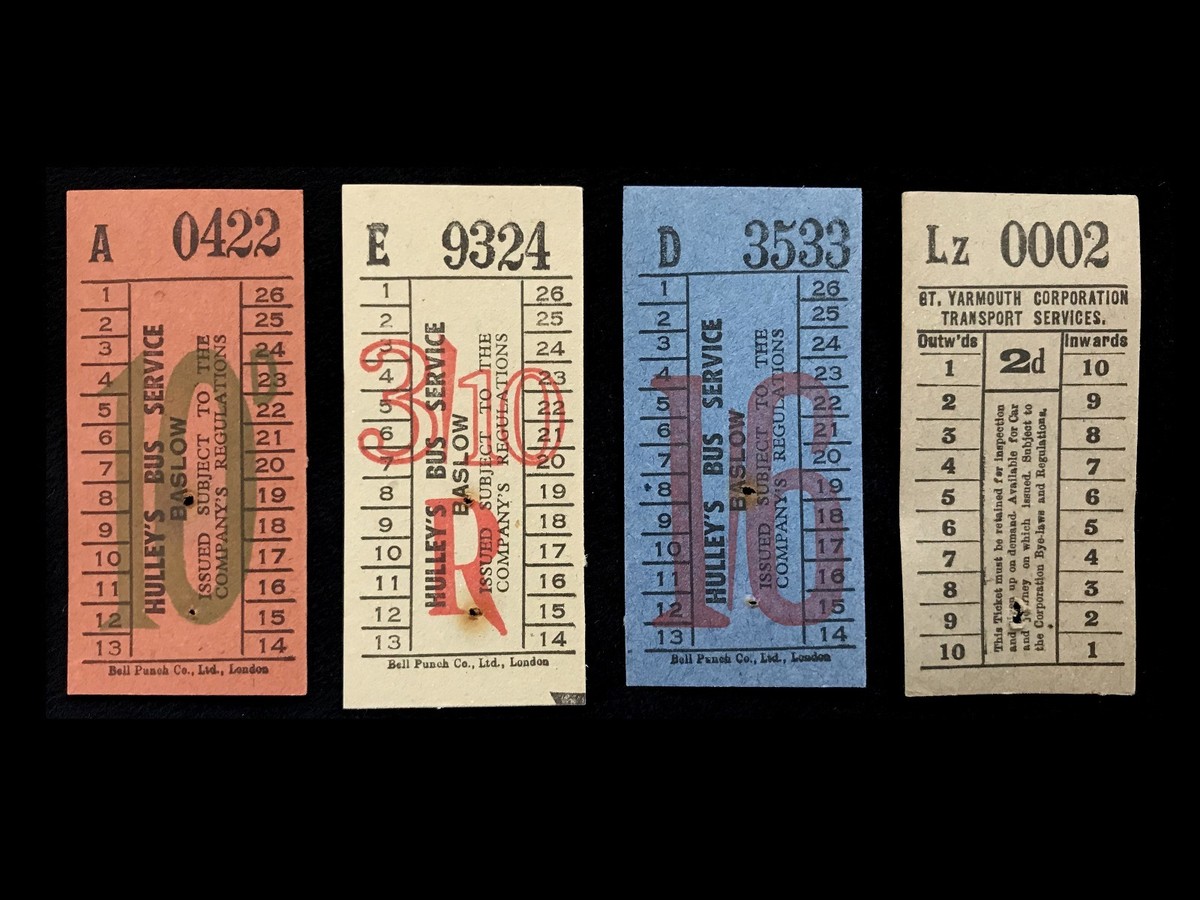 A 0422
1 26
2 25
3 24
4 23
5 22
6 21
7 20
8 19
9 18
10 17
11 16
12 15
13 14
HULLEY'S BUS SERVICE
BASLOW
ISSUED SUBJECT TO THE
COMPANY'S REGULATIONS
10D
Bell Punch Co., Ltd., London
E 9324
1 26
2 25
3 24
4 23
5 22
6 21
7 20
8 19
9 18
10 17
11 16
12 15
13 14
HULLEY'S BUS SERVICE
BASLOW
ISSUED SUBJECT TO THE
COMPANY'S REGULATIONS
3/10
R
Bell Punch Co., Ltd., London
D 3533
1 26
2 25
3 24
4 23
5 22
6 21
7 20
8 19
9 18
10 17
11 16
12 15
13 14
HULLEY'S BUS SERVICE
BASLOW
ISSUED SUBJECT TO THE
COMPANY'S REGULATIONS
1/6
Bell Punch Co., Ltd., London
Lz 0002
GT. YARMOUTH CORPORATION
TRANSPORT SERVICES.
Outw'ds 2d Inwards
1 10
2 9
3 8
4 7
5 6
6 5
7 4
8 3
9 2
10 1
This Ticket must be retained for inspection
and up on demand. Available for Car
and on which issued. Subject to
the Corporation Bye-laws and Regulations.